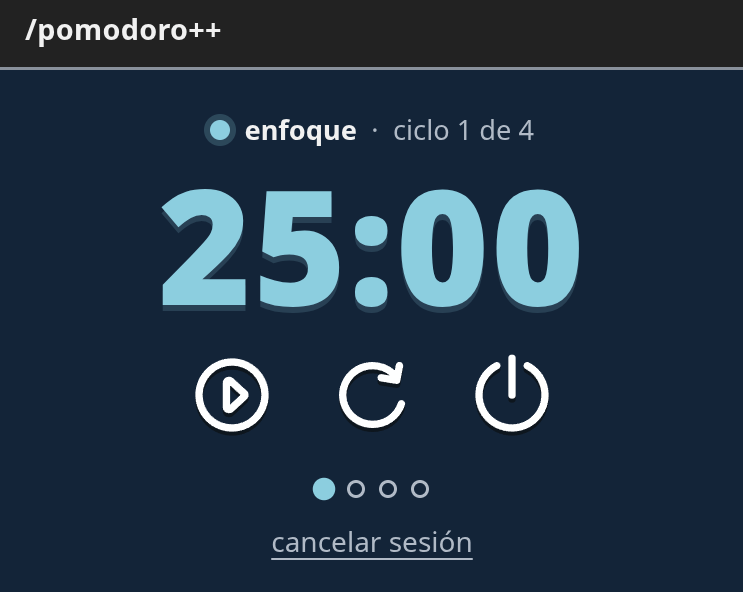 /pomodoro++
enfoque · ciclo 1 de 4
25:00
cancelar sesión